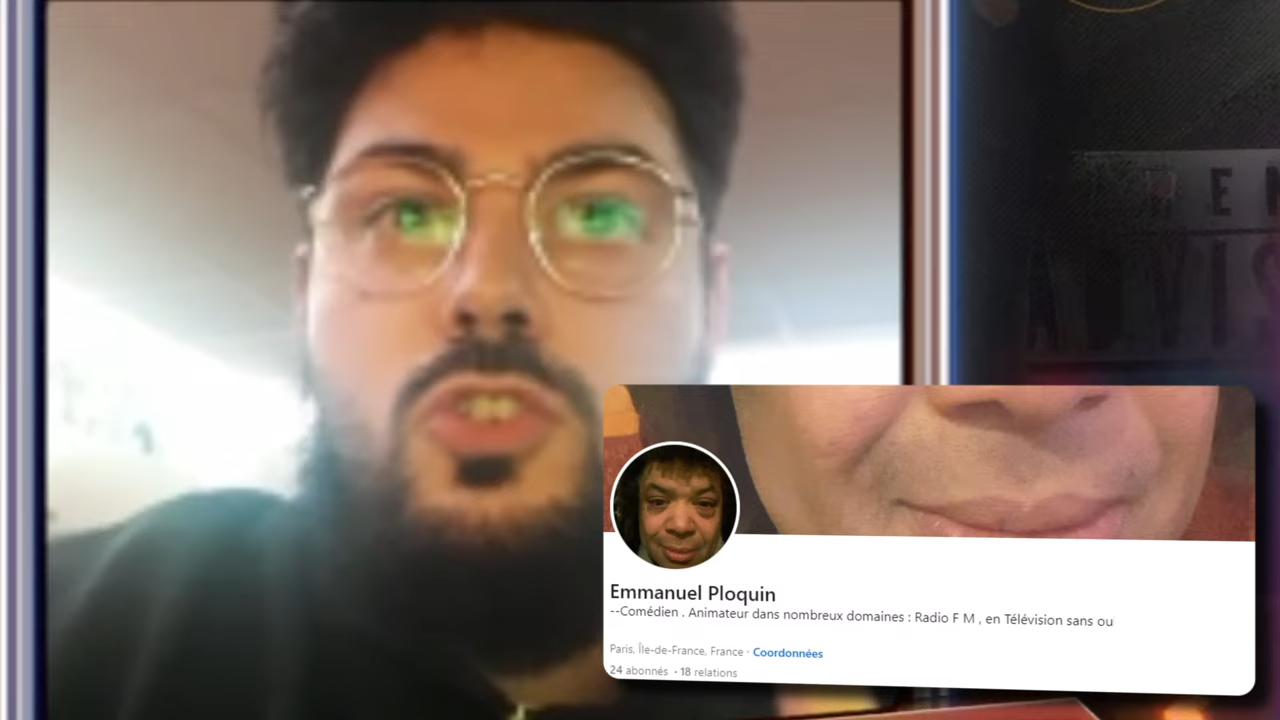 Emmanuel Ploquin
--Comédien . Animateur dans nombreux domaines : Radio F M , en Télévision sans ou
Paris, Île-de-France, France · Coordonnées
24 abonnés · 18 relations